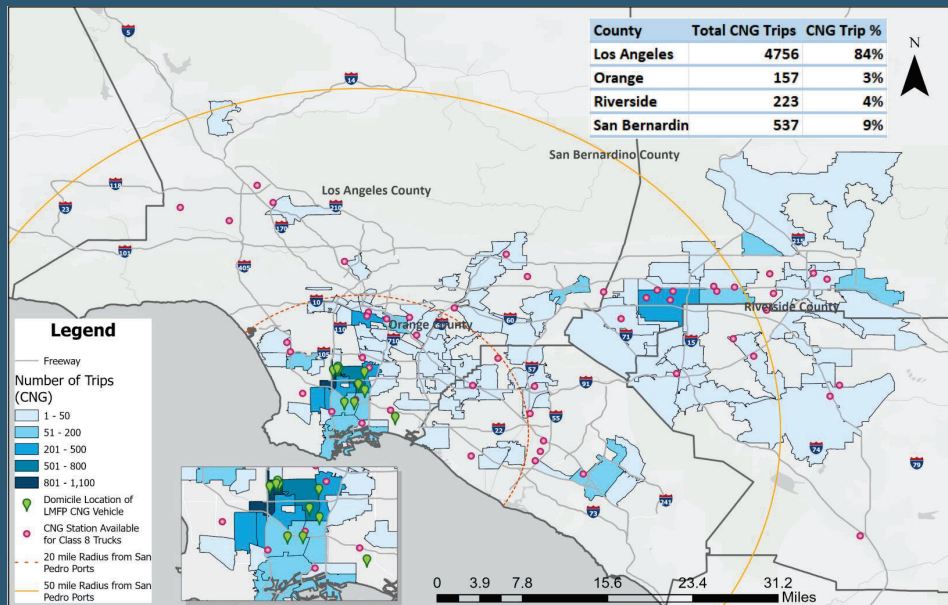 County Total CNG Trips CNG Trip %
Los Angeles 4756 84%
Orange 157 3%
Riverside 223 4%
San Bernardin 537 9%
N
5
14
San Bernardino County
118
Los Angeles County
23
210
170
215
101
405
10
Riverside County
110
Orange County
60
710
71
15
105
57
91
55
22
74
79
73
241
Legend
Freeway
Number of Trips
(CNG)
1 - 50
51 - 200
201 - 500
501 - 800
801 - 1,100
Domicile Location of
LMFP CNG Vehicle
CNG Station Available
for Class 8 Trucks
20 mile Radius from San
Pedro Ports
50 mile Radius from San
Pedro Ports
0 3.9 7.8 15.6 23.4 31.2
Miles